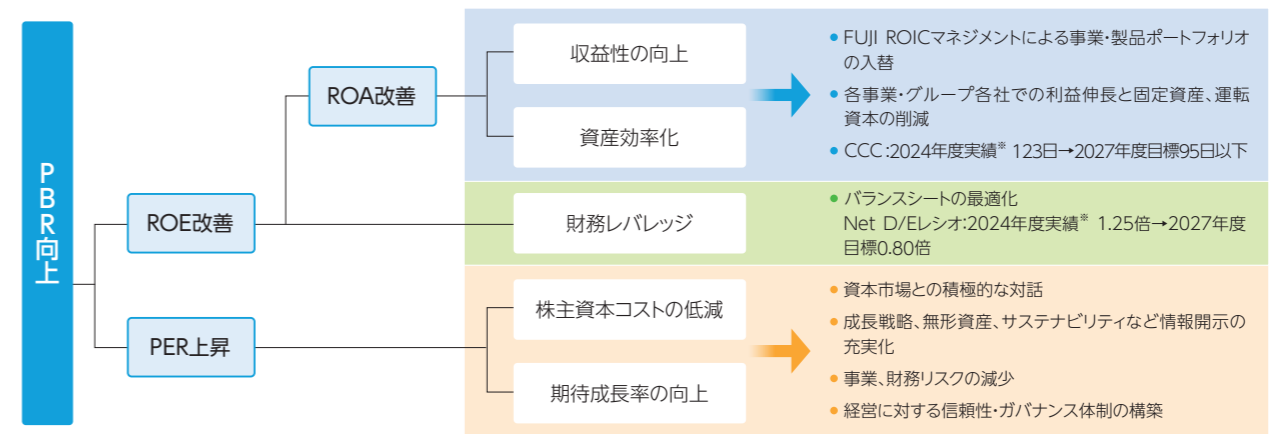 PBR向上
ROE改善
PER上昇
ROA改善
収益性の向上
資産効率化
財務レバレッジ
株主資本コストの低減
期待成長率の向上
●FUJI ROICマネジメントによる事業・製品ポートフォリオ
の入替
●各事業・グループ各社での利益伸長と固定資産、運転
資本の削減
●CCC:2024年度実績※ 123日→2027年度目標95日以下
●バランスシートの最適化
Net D/Eレシオ:2024年度実績※ 1.25倍→2027年度
目標0.80倍
●資本市場との積極的な対話
●成長戦略、無形資産、サステナビリティなど情報開示の
充実化
●事業、財務リスクの減少
●経営に対する信頼性・ガバナンス体制の構築